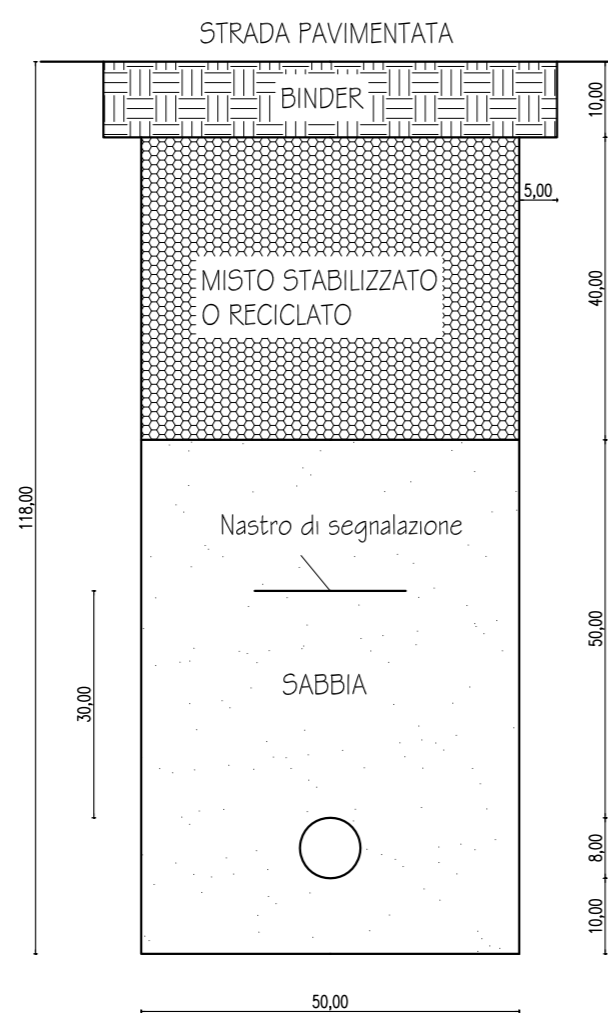 STRADA PAVIMENTATA
BINDER
10,00
5,00
MISTO STABILIZZATO
O RECICLATO
40,00
118,00
Nastro di segnalazione
50,00
SABBIA
30,00
8,00
10,00
50,00